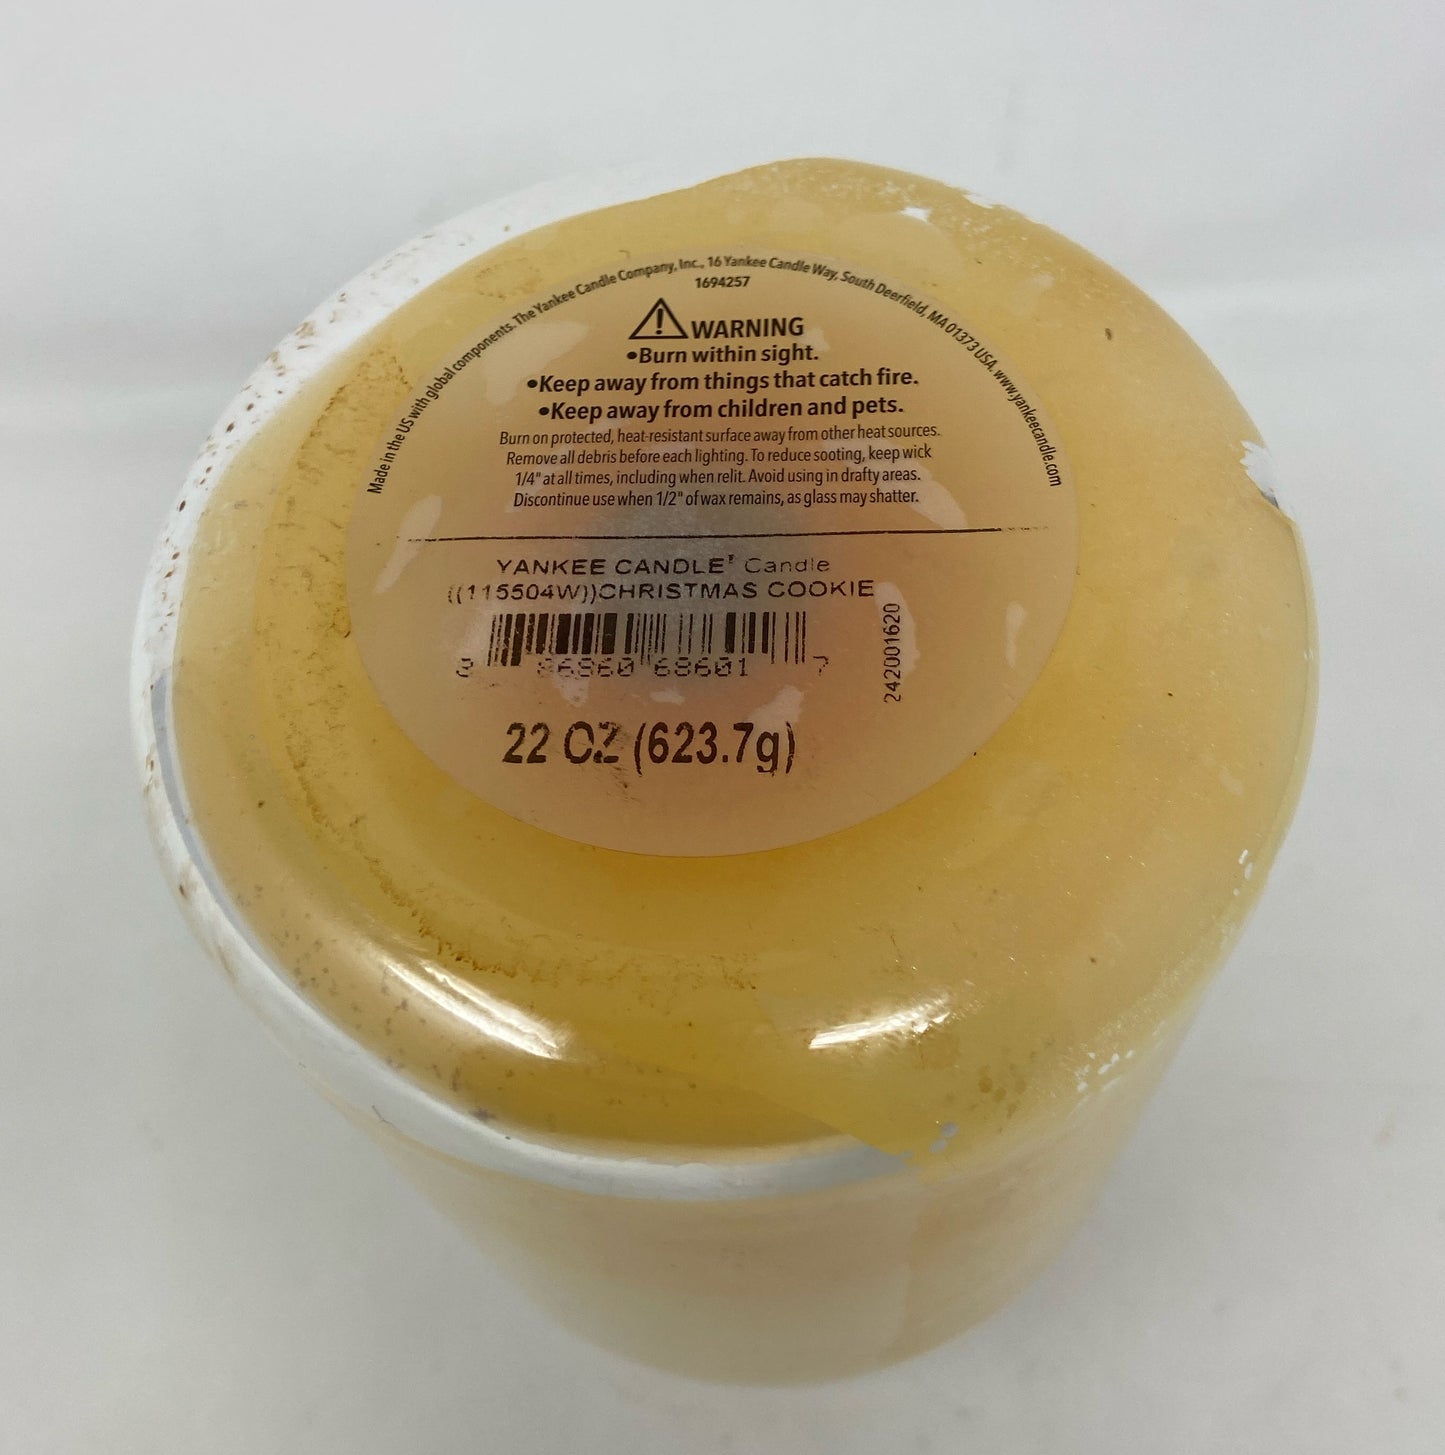 Made in the US with global components. The Yankee Candle Company, Inc., 16 Yankee Candle Way, South Deerfield, MA 01373 USA. www.yankeecandle.com
1694257
WARNING
•Burn within sight.
•Keep away from things that catch fire.
•Keep away from children and pets.
Burn on protected, heat-resistant surface away from other heat sources.
Remove all debris before each lighting. To reduce sooting, keep wick
1/4" at all times, including when relit. Avoid using in drafty areas.
Discontinue use when 1/2" of wax remains, as glass may shatter.
YANKEE CANDLE® Candle
((115504W))CHRISTMAS COOKIE
3 86860 68601 7
242001620
22 OZ (623.7g)